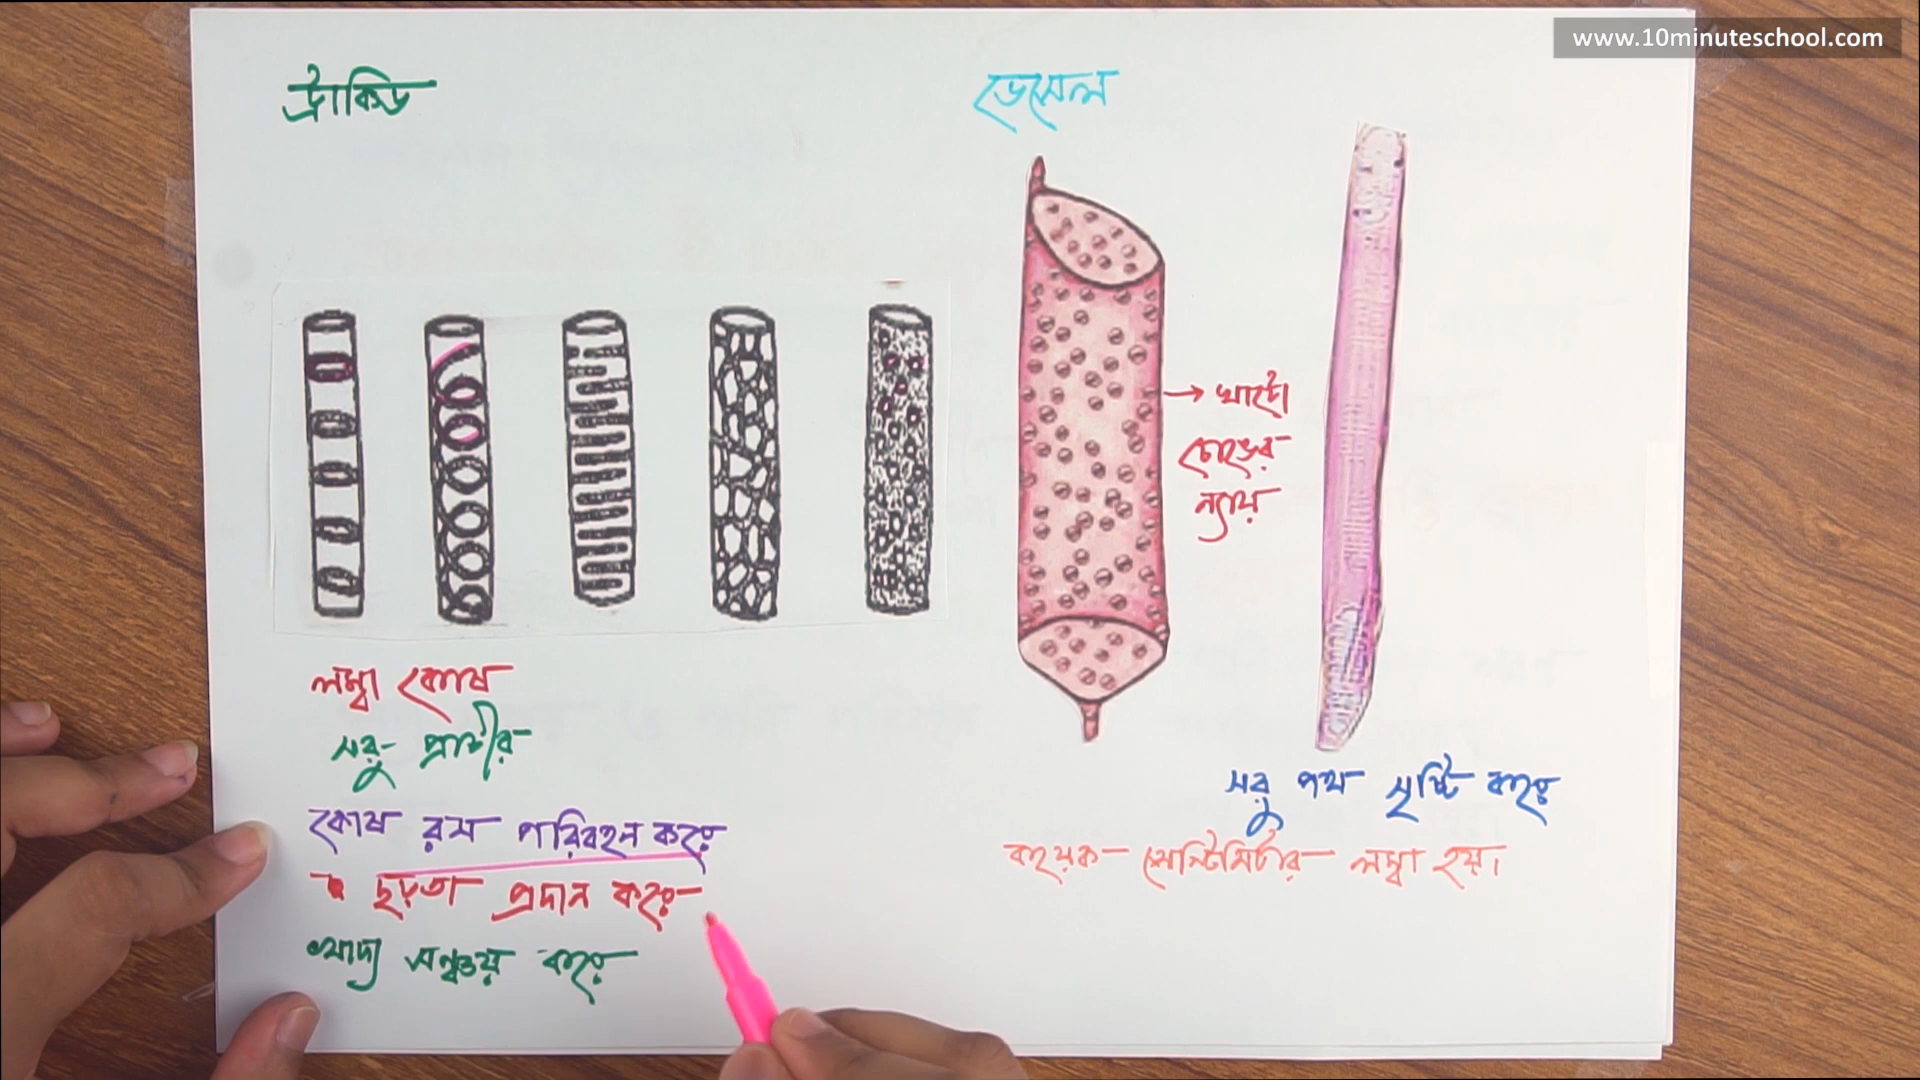 www.10minuteschool.com
ট্রাকিড
ভেসেল
→ খাটো
চোঙের
ন্যায়
লম্বা কোষ
সরু প্রাচীর
কোষ রস পরিবহন করে
দৃঢ়তা প্রদান করে
খাদ্য সঞ্চয় করে
সরু পথ সৃষ্টি করে
কয়েক সেন্টিমিটার লম্বা হয়।